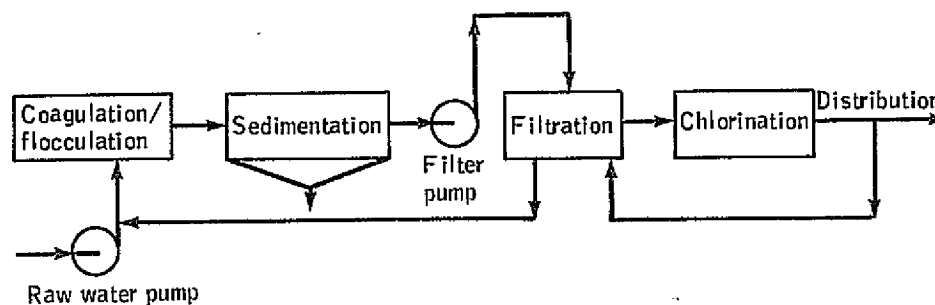 Coagulation/
flocculation
Sedimentation
Filter
pump
Filtration
Chlorination
Distribution
Raw water pump